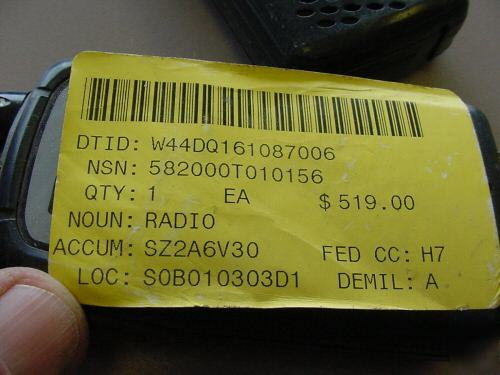 DTID: W44DQ161087006
NSN: 582000T010156
QTY: 1 EA $519.00
NOUN: RADIO
ACCUM: SZ2A6V30 FED CC: H7
LOC: S0B010303D1 DEMIL: A